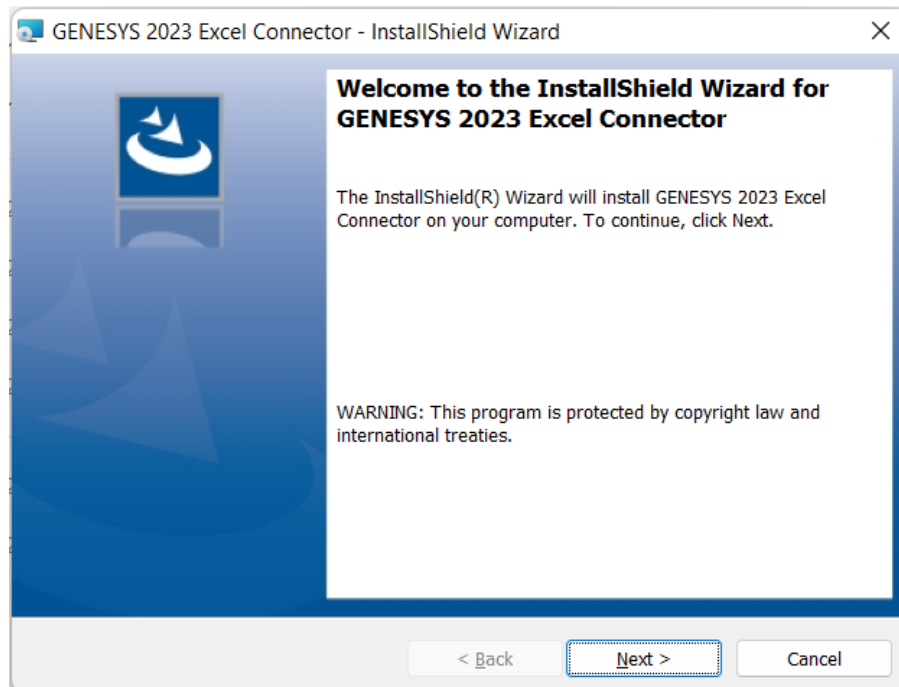 GENESYS 2023 Excel Connector - InstallShield Wizard
Welcome to the InstallShield Wizard for
GENESYS 2023 Excel Connector
The InstallShield(R) Wizard will install GENESYS 2023 Excel
Connector on your computer. To continue, click Next.
WARNING: This program is protected by copyright law and
international treaties.
< Back
Next >
Cancel